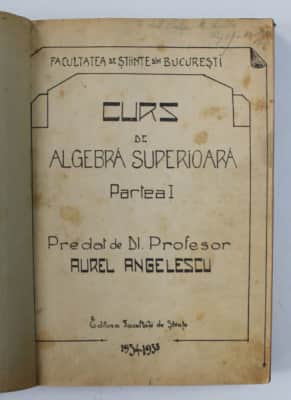 FACULTATEA DE ŞTIINTE DIN BUCUREŞTI
CURS
DE
ALGEBRĂ SUPERIOARĂ
Partea I
Predat de Dl. Profesor
AUREL ANGELESCU
Editura Facultăţii de Ştiinţe
1934-1935